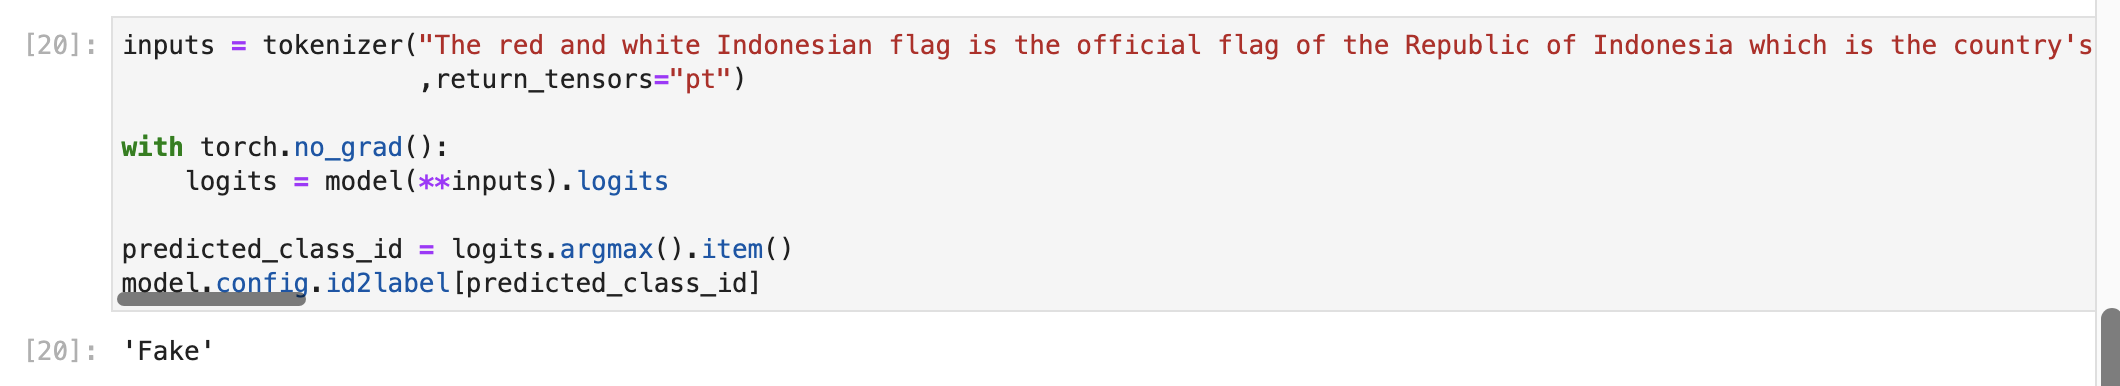 [20]: inputs = tokenizer("The red and white Indonesian flag is the official flag of the Republic of Indonesia which is the country's
,return_tensors="pt")
with torch.no_grad():
logits = model(**inputs).logits
predicted_class_id = logits.argmax().item()
model.config.id2label[predicted_class_id]
[20]: 'Fake'